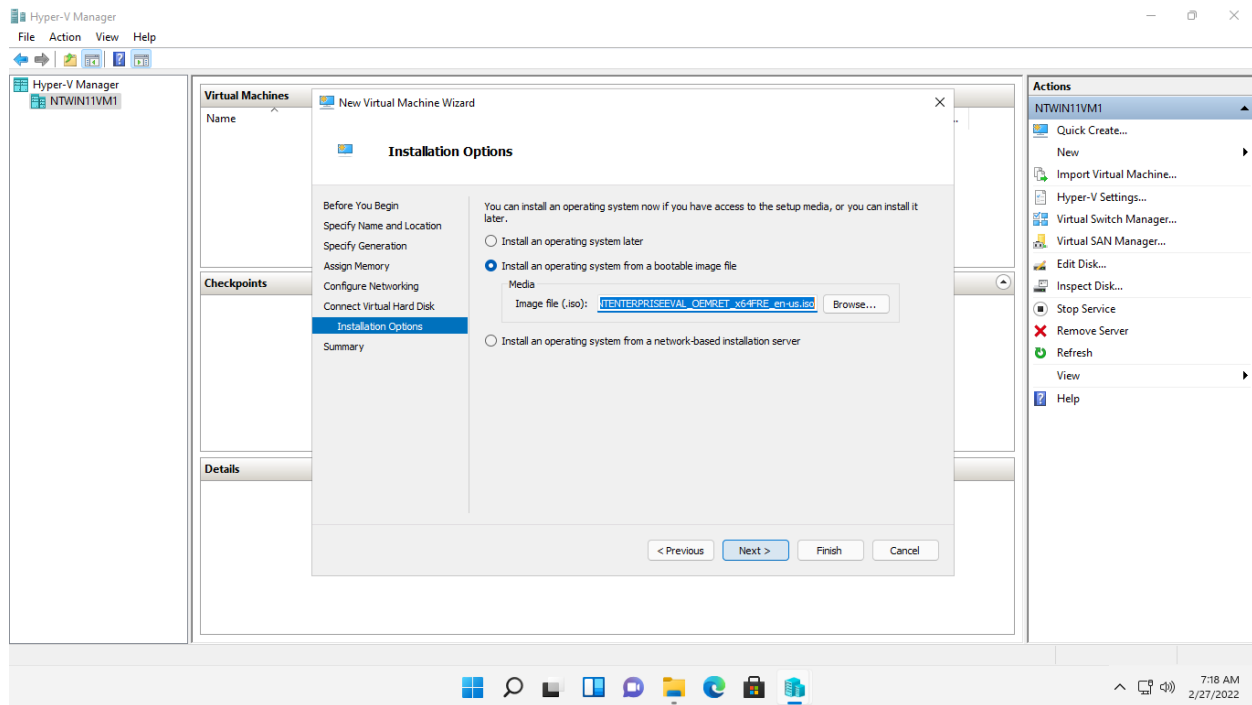 Hyper-V Manager
File Action View Help
Hyper-V Manager
NTWIN11VM1
Virtual Machines
Name
Checkpoints
Details
New Virtual Machine Wizard
Installation Options
Before You Begin
Specify Name and Location
Specify Generation
Assign Memory
Configure Networking
Connect Virtual Hard Disk
Installation Options
Summary
You can install an operating system now if you have access to the setup media, or you can install it
later.
Install an operating system later
Install an operating system from a bootable image file
Media
Image file (.iso): ITENTERPRISEEVAL_OEMRET_x64FRE_en-us.iso Browse...
Install an operating system from a network-based installation server
< Previous Next > Finish Cancel
Actions
NTWIN11VM1
Quick Create...
New
Import Virtual Machine...
Hyper-V Settings...
Virtual Switch Manager...
Virtual SAN Manager...
Edit Disk...
Inspect Disk...
Stop Service
Remove Server
Refresh
View
Help
7:18 AM
2/27/2022